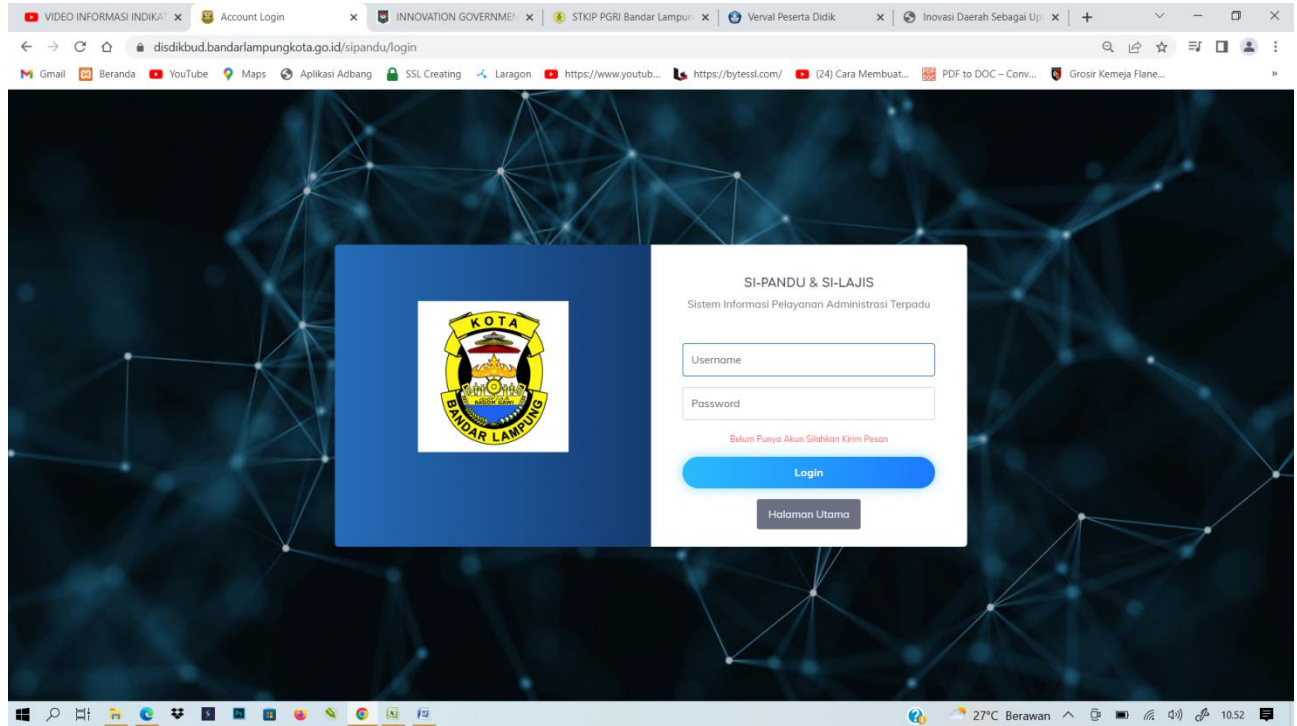 VIDEO INFORMASI INDIKA
Account Login
INNOVATION GOVERNMEN
STKIP PGRI Bandar Lampun
Verval Peserta Didik
Inovasi Daerah Sebagai Up
disdikbud.bandarlampungkota.go.id/sipandu/login
Gmail
Beranda
YouTube
Maps
Aplikasi Adbang
SSL Creating
Laragon
https://www.youtub...
https://bytessl.com/
(24) Cara Membuat...
PDF to DOC – Conv...
Grosir Kemeja Flane...
KOTA
RAGOM GAWI
BANDAR LAMPUNG
SI-PANDU & SI-LAJIS
Sistem Informasi Pelayanan Administrasi Terpadu
Username
Password
Belum Punya Akun Silahkan Kirim Pesan
Login
Halaman Utama
27°C Berawan
10.52